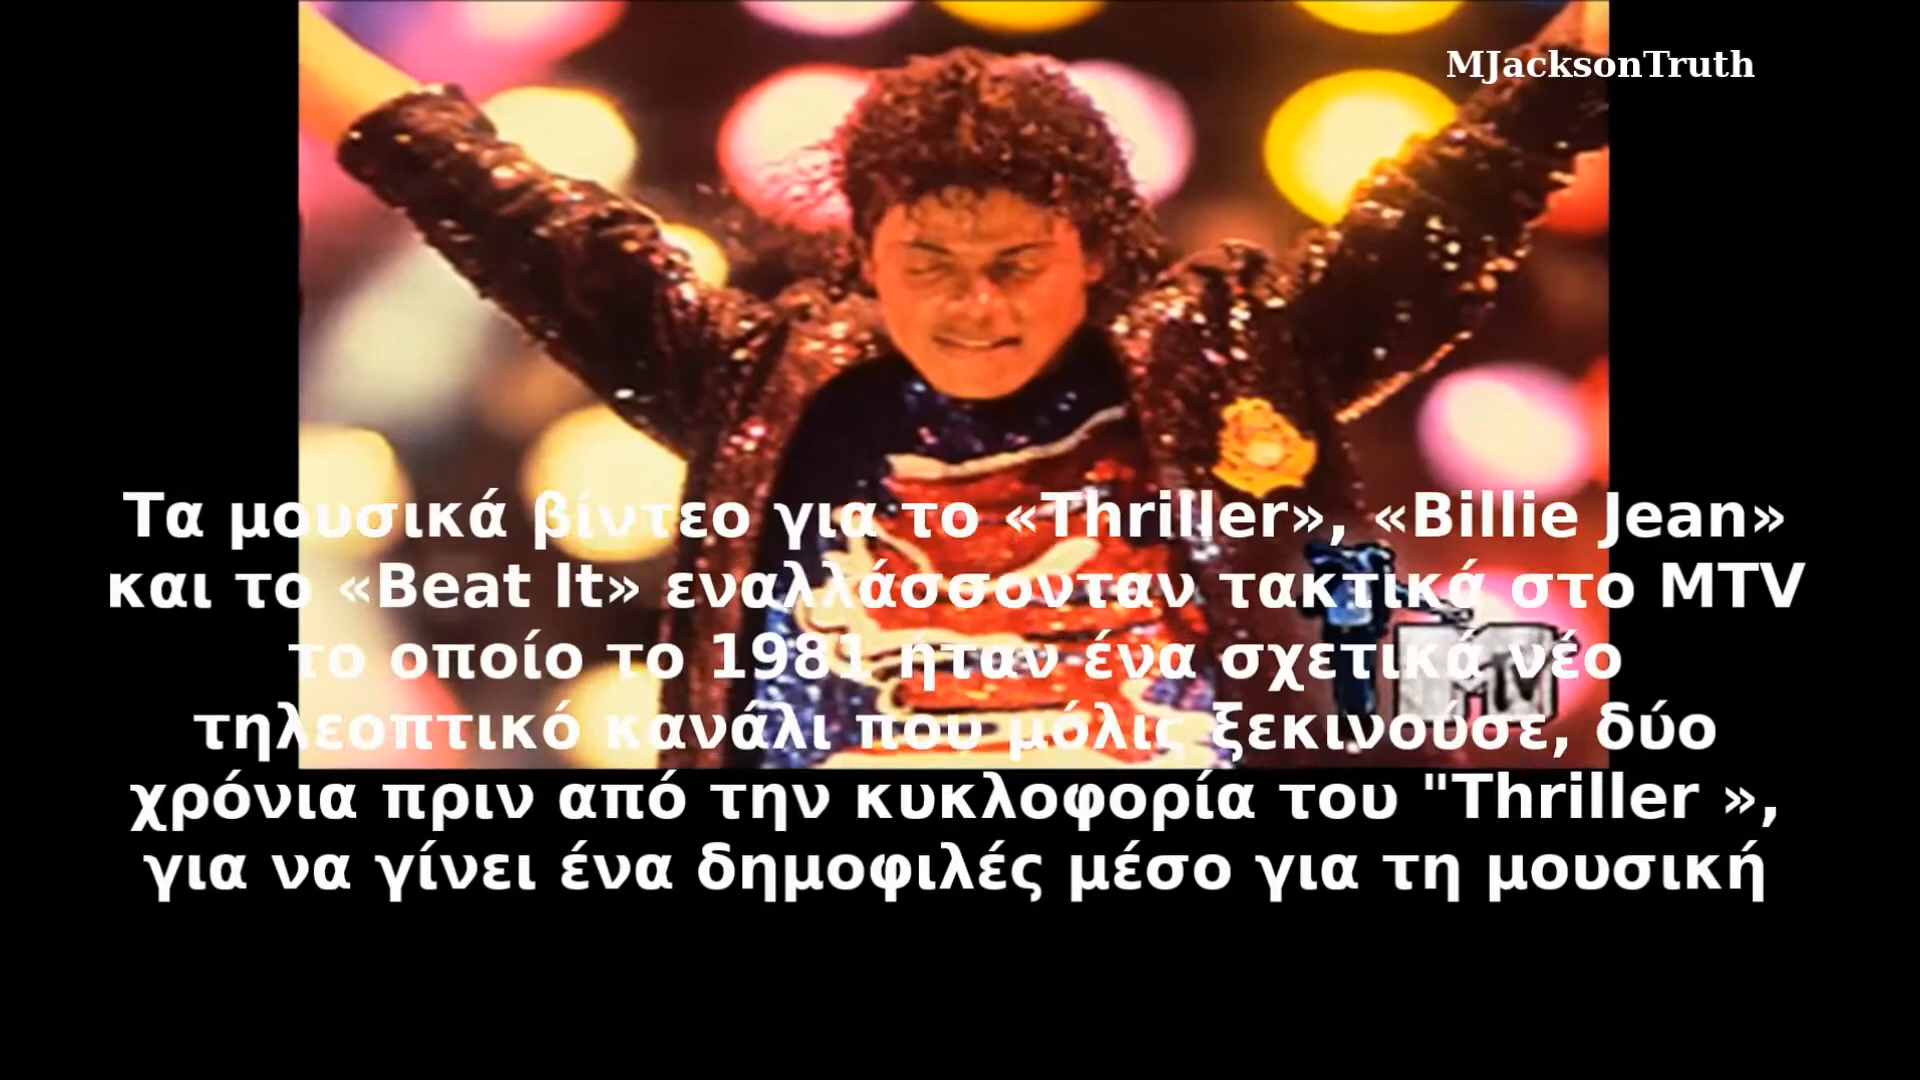 MJacksonTruth
Τα μουσικά βίντεο για το «Thriller», «Billie Jean»
και το «Beat It» εναλλάσσονταν τακτικά στο MTV
το οποίο το 1981 ήταν ένα σχετικά νέο
τηλεοπτικό κανάλι που μόλις ξεκινούσε, δύο
χρόνια πριν από την κυκλοφορία του "Thriller »,
για να γίνει ένα δημοφιλές μέσο για τη μουσική
MTV